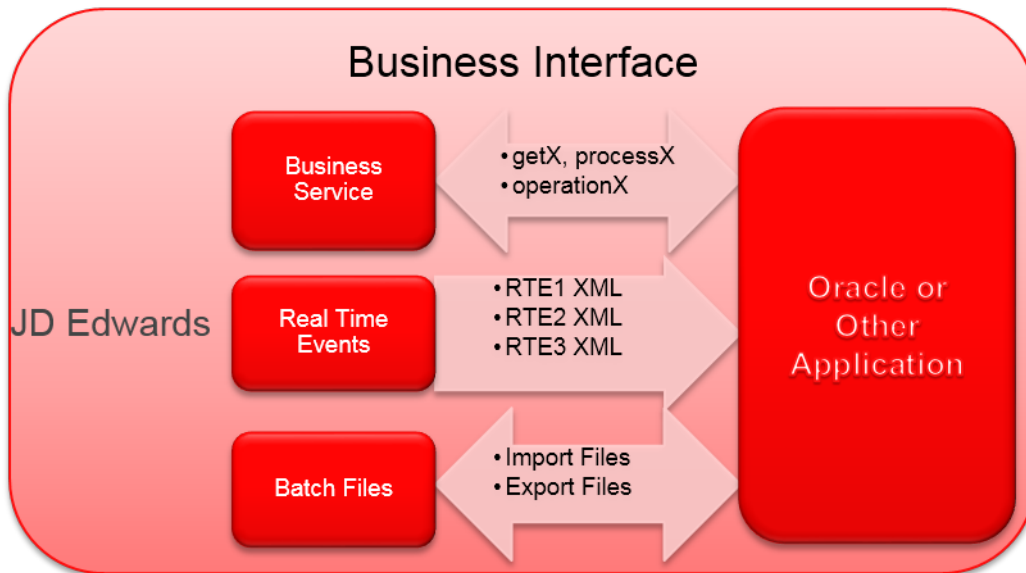 Business Interface
JD Edwards
Business
Service
•getX, processX
•operationX
Real Time
Events
•RTE1 XML
•RTE2 XML
•RTE3 XML
Batch Files
•Import Files
•Export Files
Oracle or
Other
Application